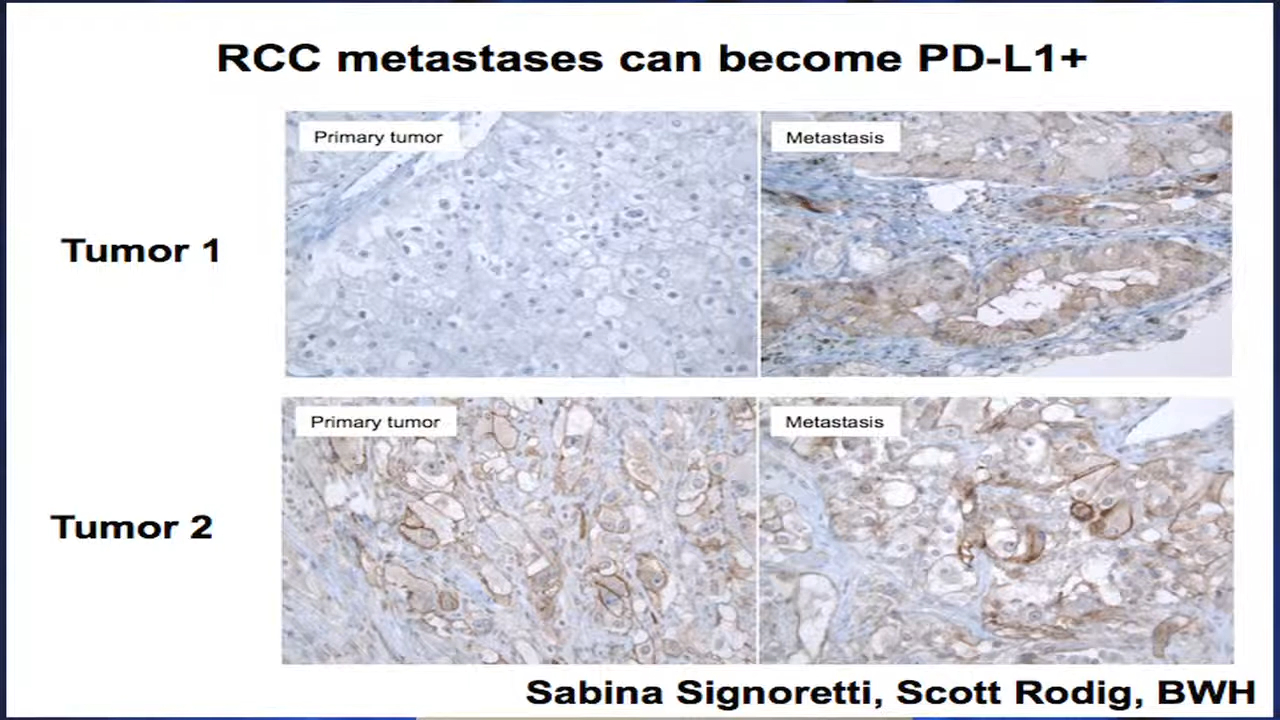 RCC metastases can become PD-L1+
Primary tumor
Metastasis
Tumor 1
Primary tumor
Metastasis
Tumor 2
Sabina Signoretti, Scott Rodig, BWH